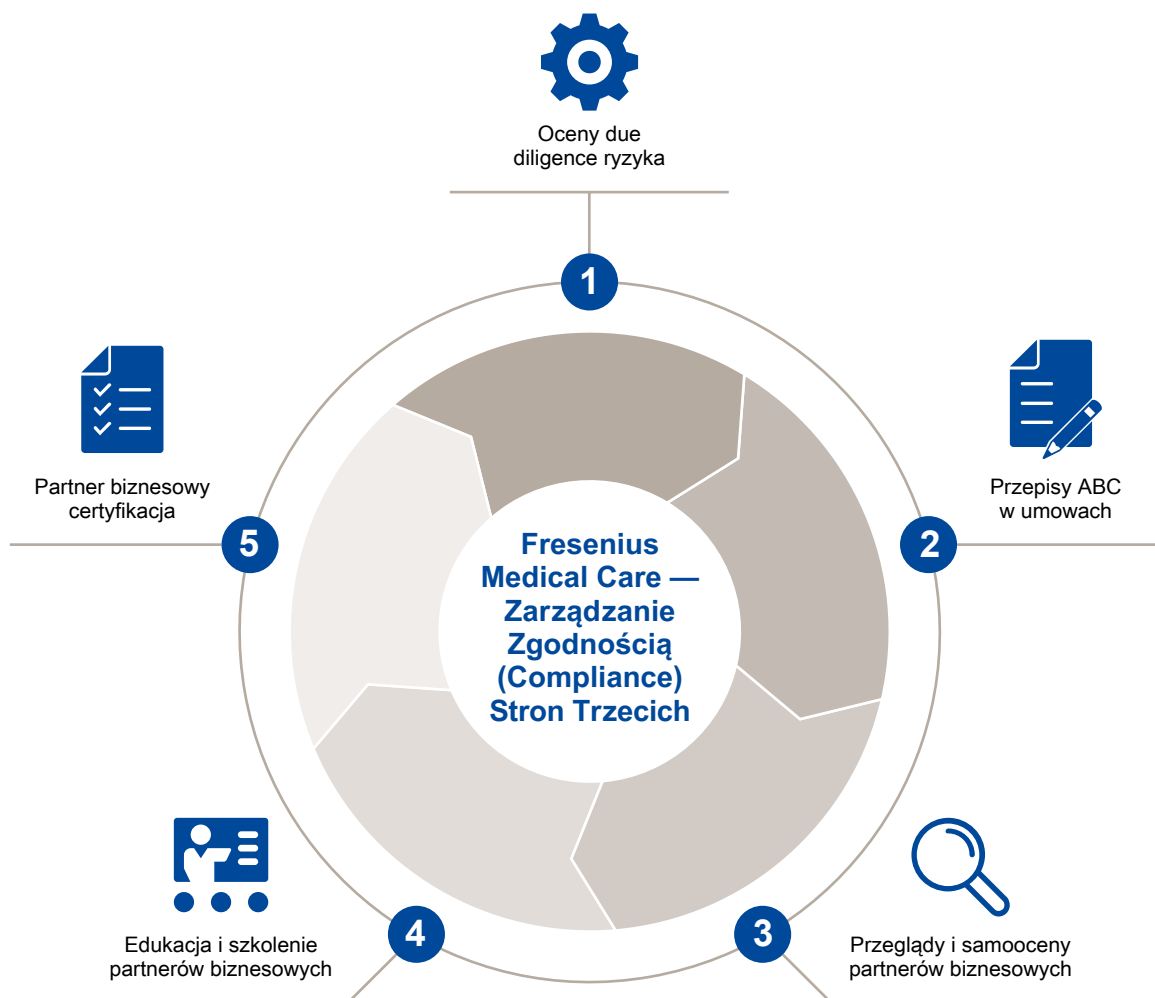 Oceny due
diligence ryzyka
1
Partner biznesowy
certyfikacja
5
Przepisy ABC
w umowach
2
Fresenius
Medical Care —
Zarządzanie
Zgodnością
(Compliance)
Stron Trzecich
Edukacja i szkolenie
partnerów biznesowych
4
3
Przeglądy i samooceny
partnerów biznesowych